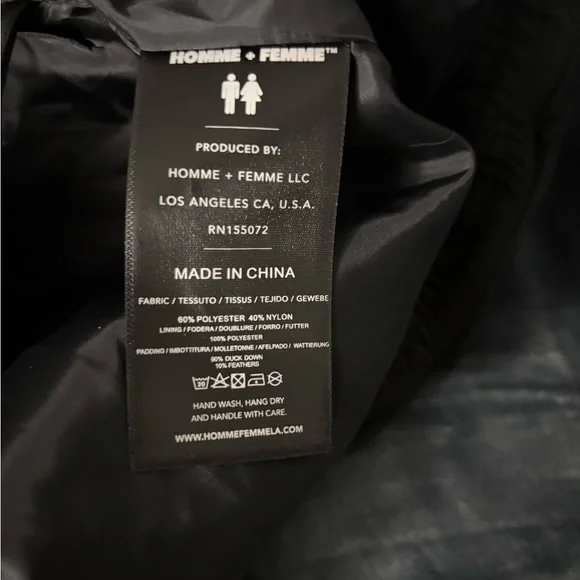 HOMME + FEMME™
PRODUCED BY:
HOMME + FEMME LLC
LOS ANGELES CA, U.S.A.
RN155072
MADE IN CHINA
FABRIC / TESSUTO / TISSUS / TEJIDO / GEWEBE
60% POLYESTER 40% NYLON
LINING / FODERA / DOUBLURE / FORRO / FUTTER
100% POLYESTER
PADDING / IMBOTTITURA / MOLLETONNE / AFELPADO / WATTIERUNG
90% DUCK DOWN
10% FEATHERS
30
HAND WASH, HANG DRY
AND HANDLE WITH CARE.
WWW.HOMMEFEMMELA.COM